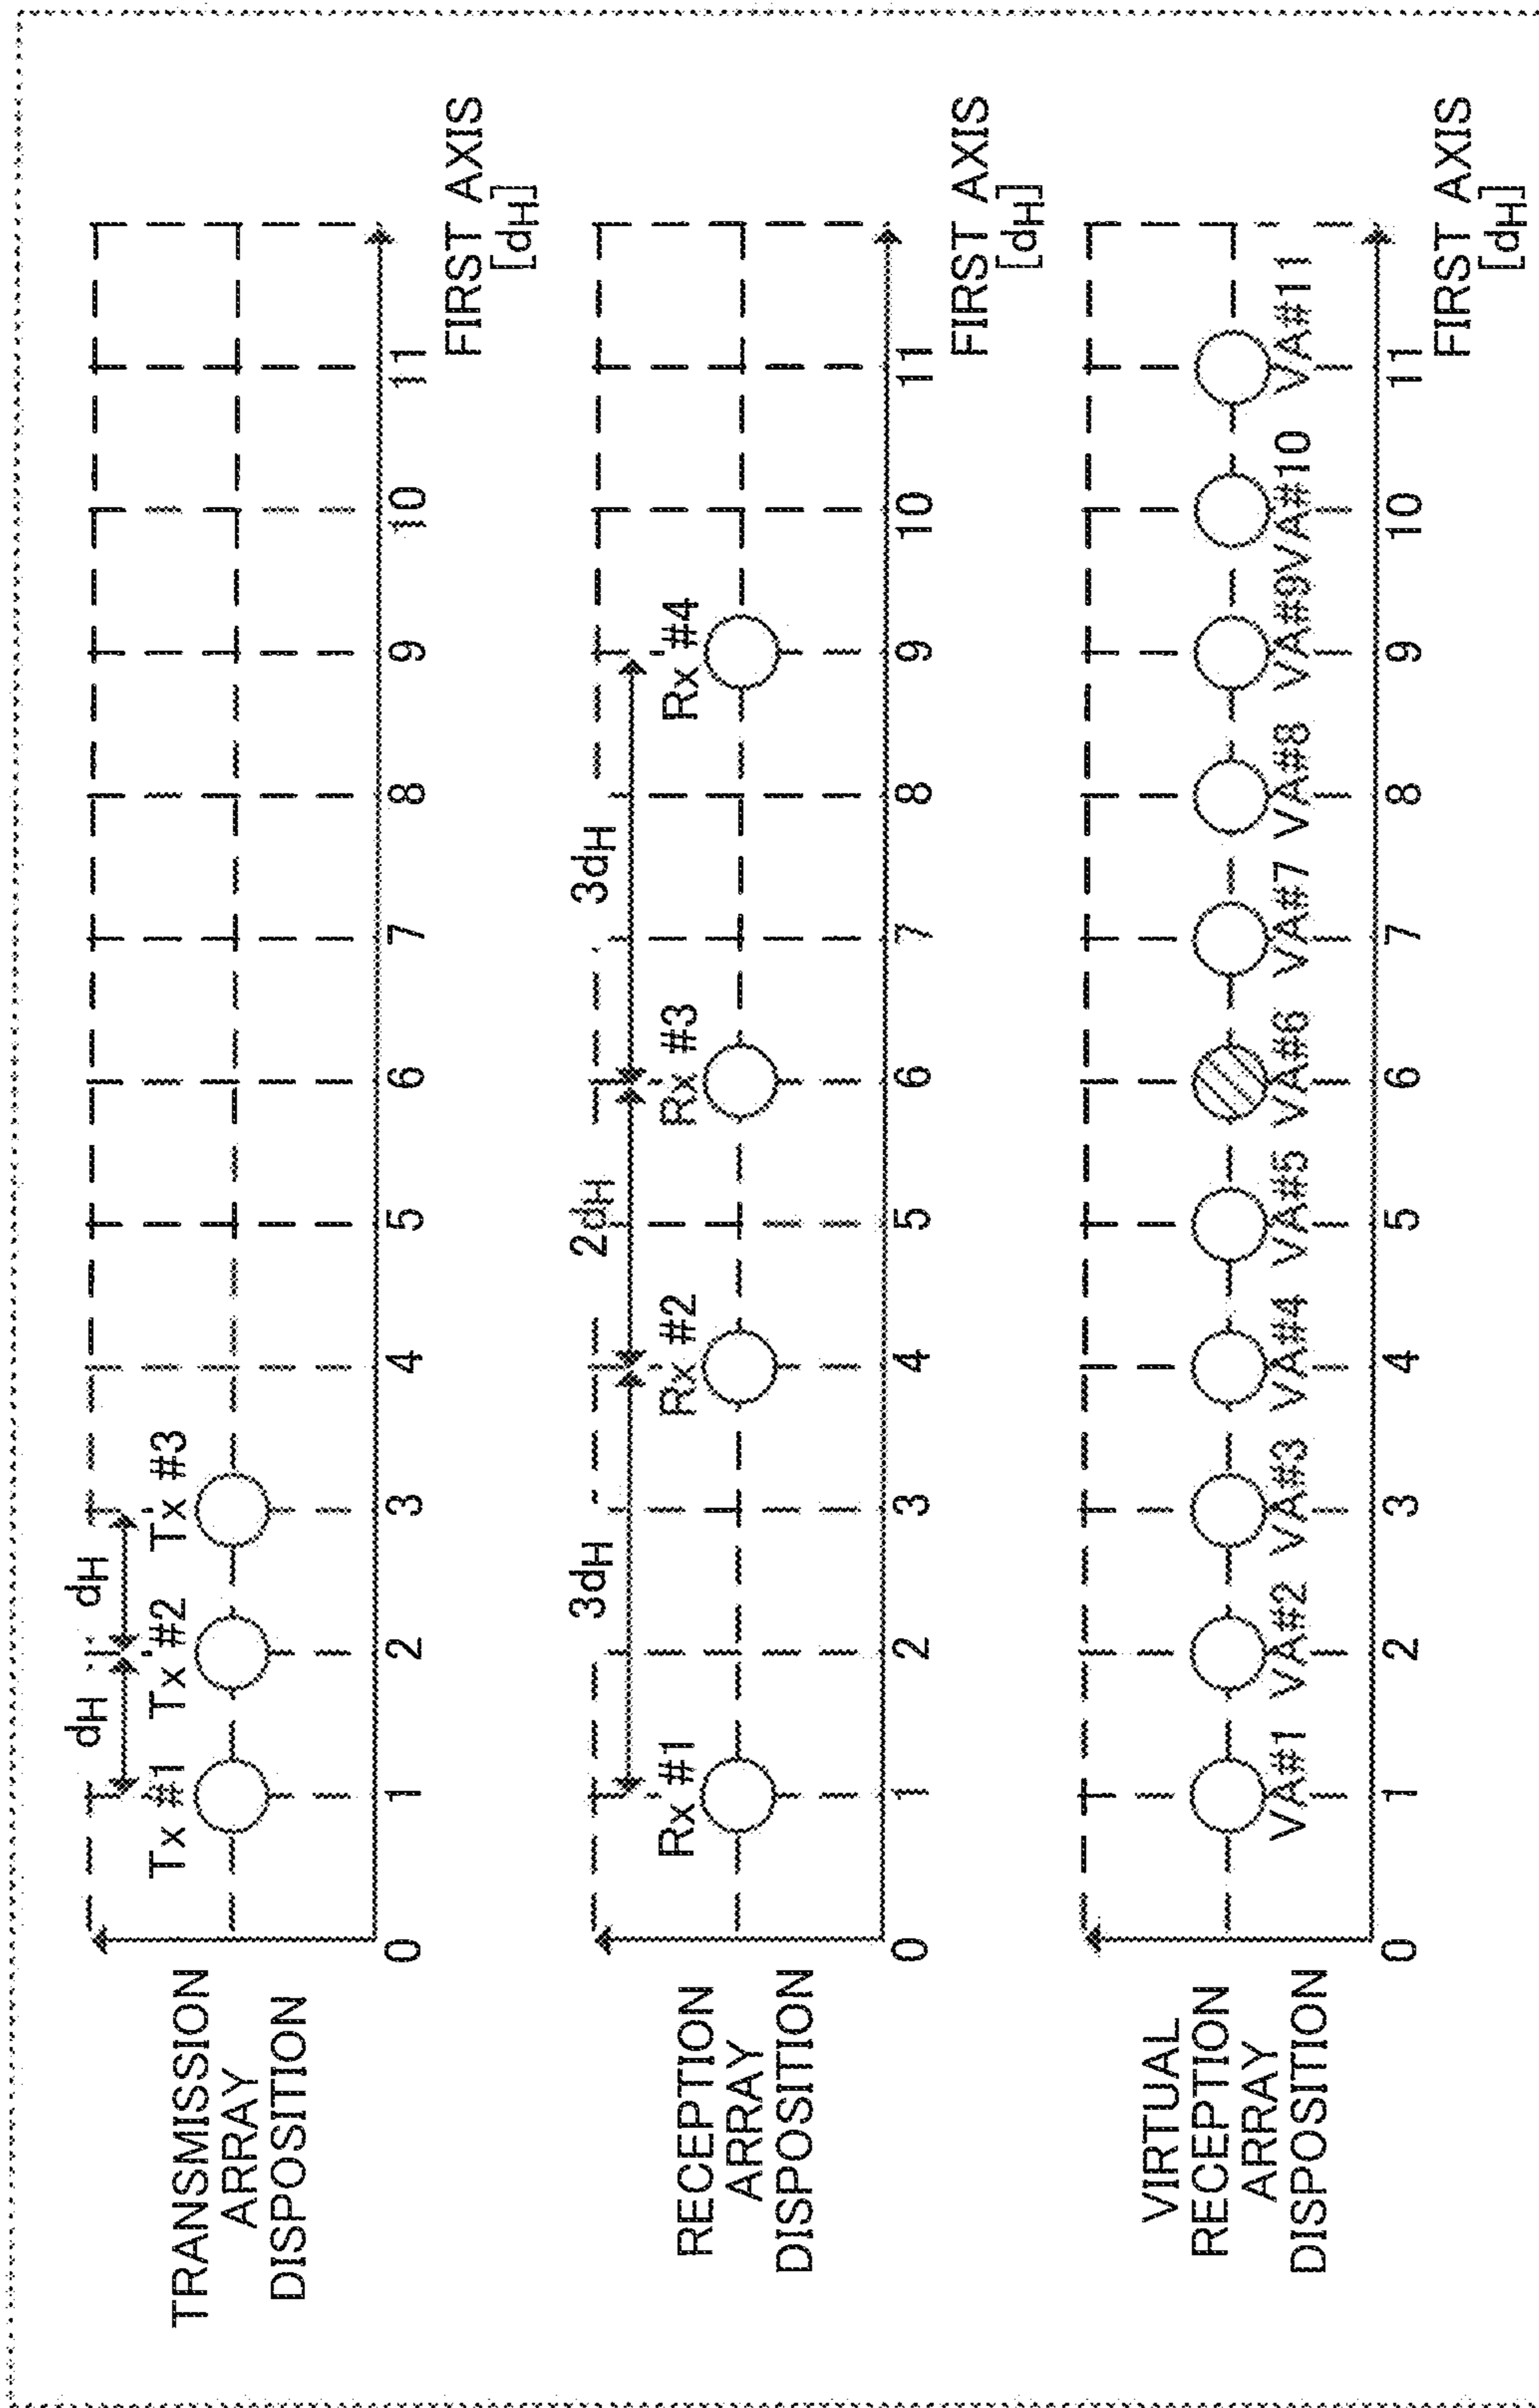 TRANSMISSION
ARRAY
DISPOSITION
dH dH
Tx #1 Tx #2 Tx #3
0 1 2 3 4 5 6 7 8 9 10 11
FIRST AXIS
[dH]
RECEPTION
ARRAY
DISPOSITION
3dH 2dH 3dH
Rx #1 Rx #2 Rx #3 Rx #4
0 1 2 3 4 5 6 7 8 9 10 11
FIRST AXIS
[dH]
VIRTUAL
RECEPTION
ARRAY
DISPOSITION
VA#1 VA#2 VA#3 VA#4 VA#5 VA#6 VA#7 VA#8 VA#9 VA#10 VA#11
0 1 2 3 4 5 6 7 8 9 10 11
FIRST AXIS
[dH]